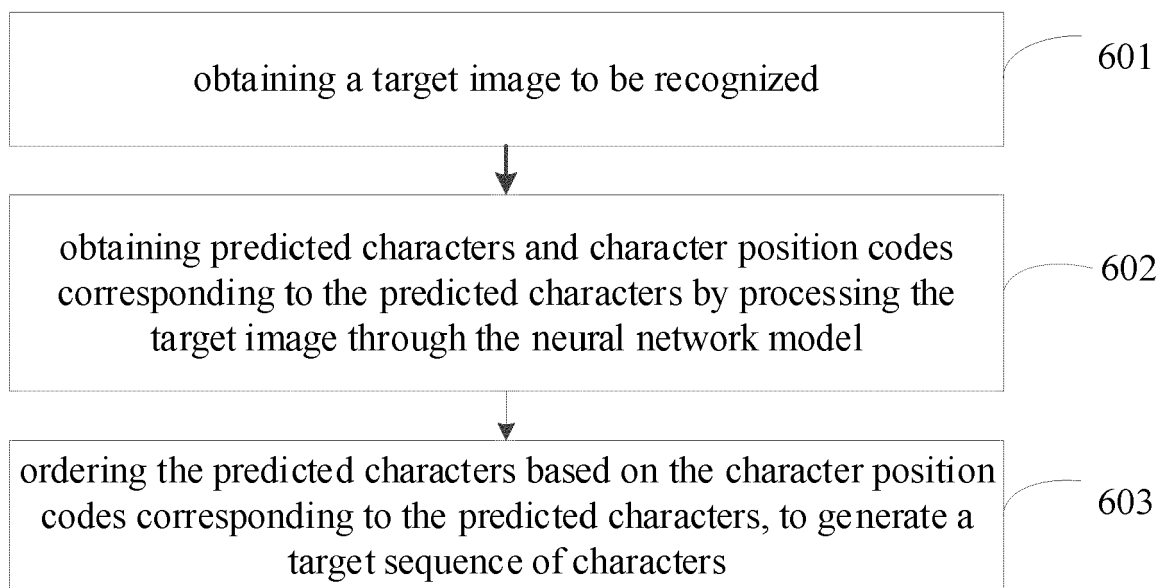 obtaining a target image to be recognized
601
obtaining predicted characters and character position codes
corresponding to the predicted characters by processing the
target image through the neural network model
602
ordering the predicted characters based on the character position
codes corresponding to the predicted characters, to generate a
target sequence of characters
603